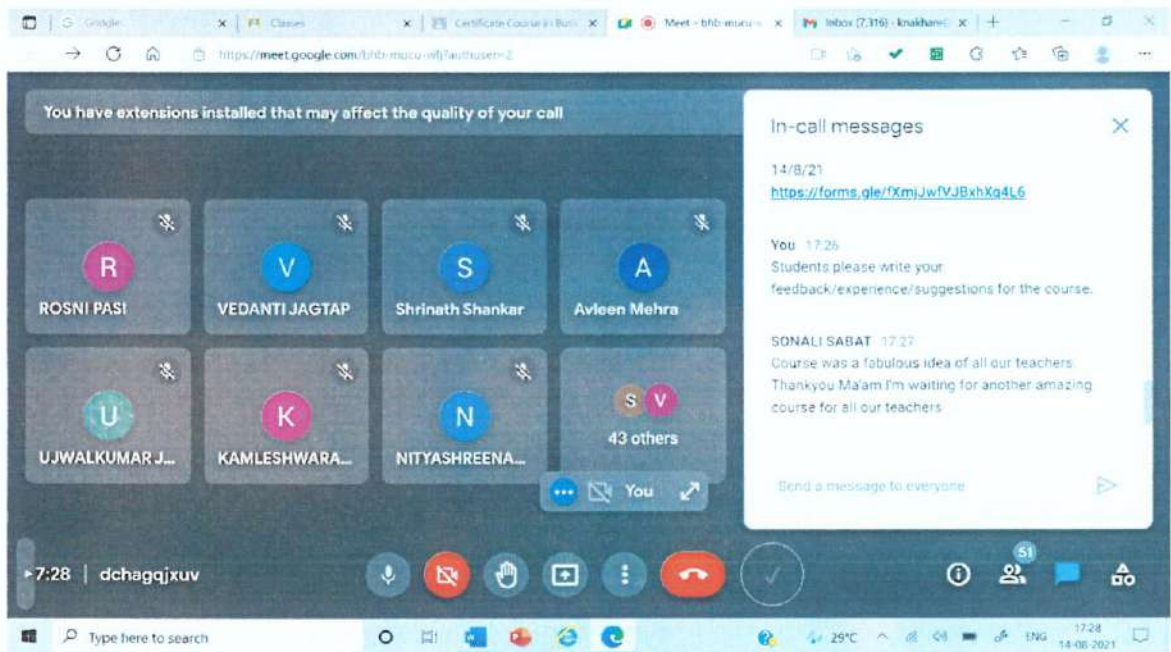 Google
Classes
Certificate Course in Busi
Meet - bhb-mucu-
Inbox (7,316) - knakhare@
https://meet.google.com/bhb-mucu-wfj?authuser=2
You have extensions installed that may affect the quality of your call
In-call messages
14/8/21
https://forms.gle/fXmjJwfVJBxhXq4L6
You 17:26
Students please write your
feedback/experience/suggestions for the course.
SONALI SABAT 17:27
Course was a fabulous idea of all our teachers.
Thankyou Ma'am I'm waiting for another amazing
course for all our teachers
Send a message to everyone
R
ROSNI PASI
V
VEDANTI JAGTAP
S
Shrinath Shankar
A
Avleen Mehra
U
UJWALKUMAR J...
K
KAMLESHWARA...
N
NITYASHREENA...
S V
43 others
You
7:28 | dchagqjxuv
51
Type here to search
29°C
ENG
17:28
14-08-2021